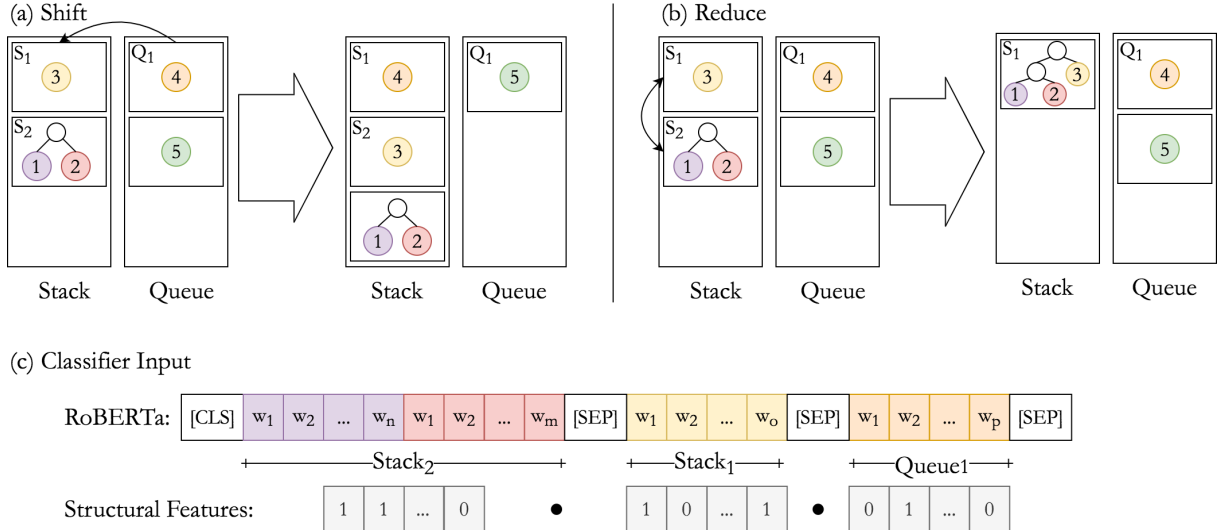 (a) Shift
S1 3 Q1 4 S1 4 Q1 5
S2 1 2 5 S2 3
1 2
Stack Queue Stack Queue
(b) Reduce
S1 3 Q1 4 S1 1 2 3 Q1 4
S2 1 2 5 5
Stack Queue Stack Queue
(c) Classifier Input
RoBERTa: [CLS] w1 w2 ... wn w1 w2 ... wm [SEP] w1 w2 ... wo [SEP] w1 w2 ... wp [SEP]
Stack2 Stack1 Queue1
Structural Features: 1 1 ... 0 • 1 0 ... 1 • 0 1 ... 0